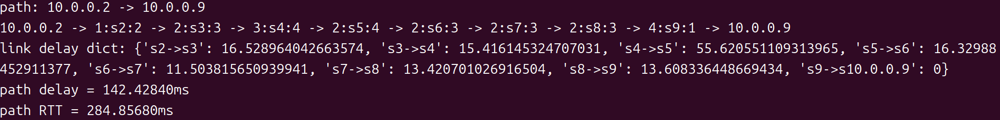 path: 10.0.0.2 -> 10.0.0.9
10.0.0.2 -> 1:s2:2 -> 2:s3:3 -> 3:s4:4 -> 2:s5:4 -> 2:s6:3 -> 2:s7:3 -> 2:s8:3 -> 4:s9:1 -> 10.0.0.9
link delay dict: {'s2->s3': 16.528964042663574, 's3->s4': 15.416145324707031, 's4->s5': 55.620551109313965, 's5->s6': 16.32988
452911377, 's6->s7': 11.503815650939941, 's7->s8': 13.420701026916504, 's8->s9': 13.608336448669434, 's9->s10.0.0.9': 0}
path delay = 142.42840ms
path RTT = 284.85680ms